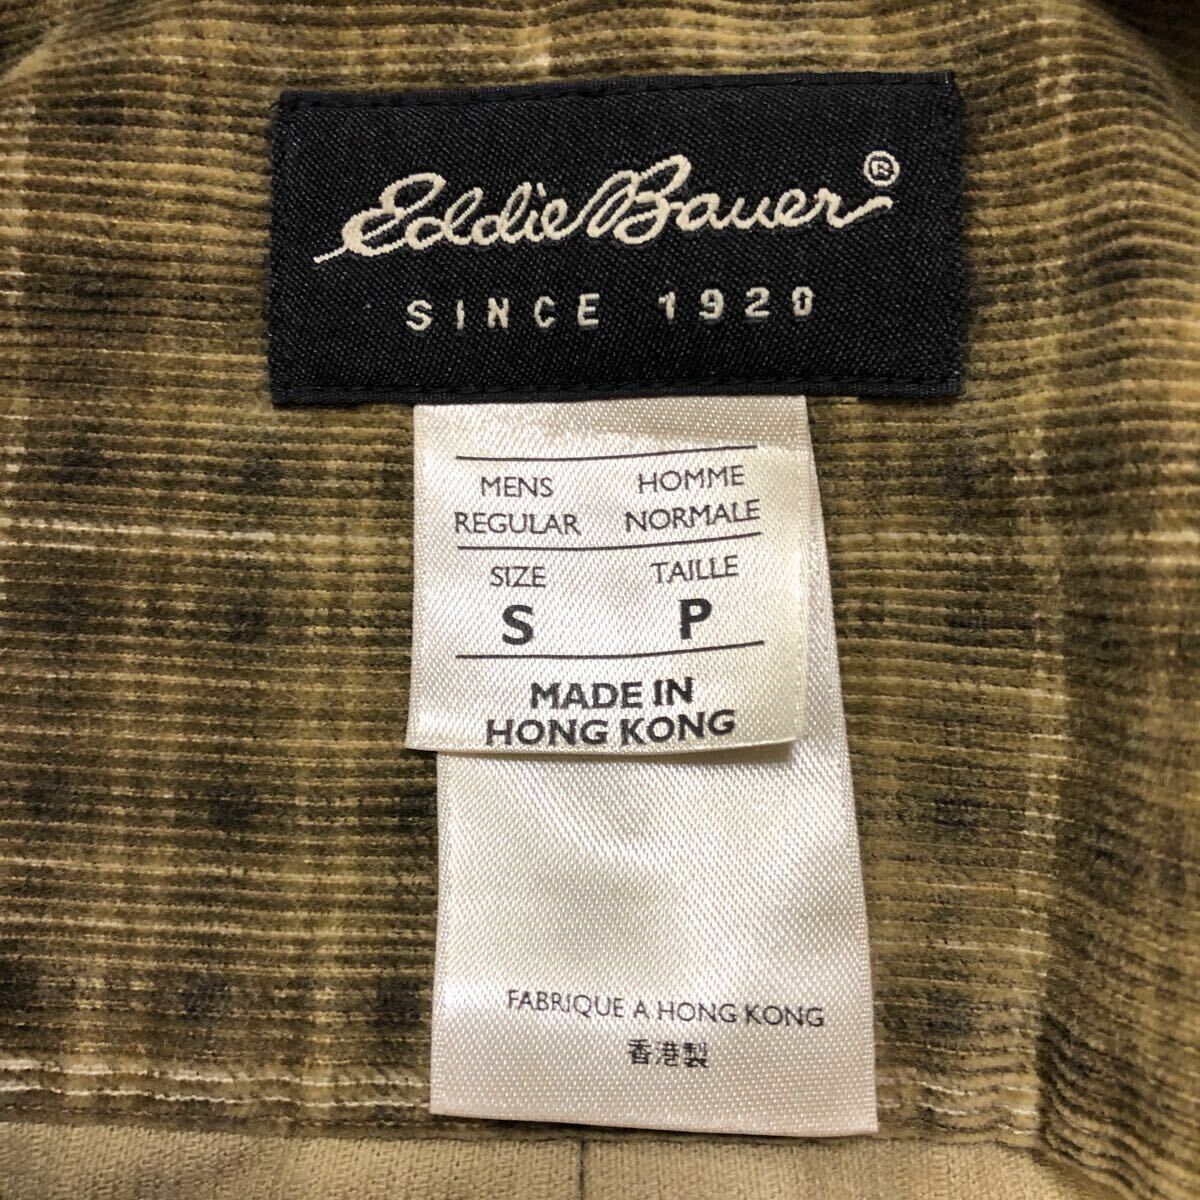 Eddie Bauer®
SINCE 1920
MENS HOMME
REGULAR NORMALE
SIZE TAILLE
S P
MADE IN
HONG KONG
FABRIQUE A HONG KONG
香港製